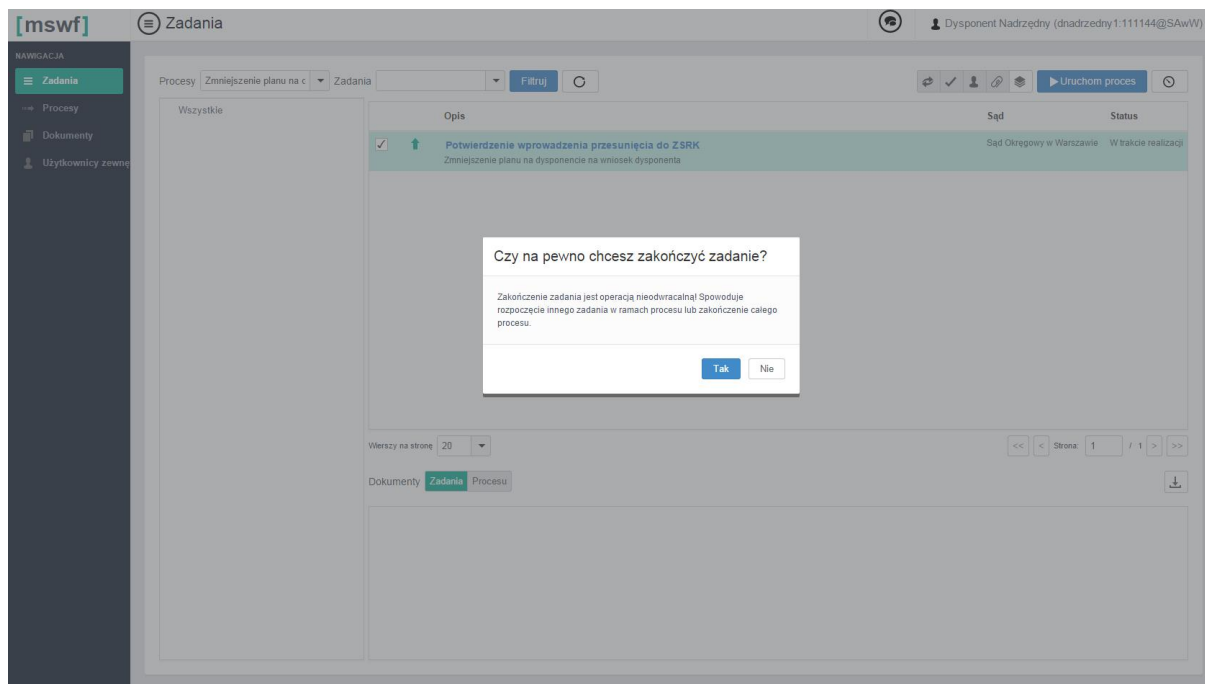 [mswf]
Zadania
Dysponent Nadrzędny (dnadrzedny1:111144@SAwW)
NAWIGACJA
Zadania
Procesy
Dokumenty
Użytkownicy zewnę
Procesy Zmniejszenie planu na c Zadania Filtruj Uruchom proces
Wszystkie
Opis Sąd Status
Potwierdzenie wprowadzenia przesunięcia do ZSRK Sąd Okręgowy w Warszawie W trakcie realizacji
Zmniejszenie planu na dysponencie na wniosek dysponenta
Czy na pewno chcesz zakończyć zadanie?
Zakończenie zadania jest operacją nieodwracalną! Spowoduje
rozpoczęcie innego zadania w ramach procesu lub zakończenie całego
procesu.
Tak Nie
Wierszy na stronę 20 << < Strona: 1 / 1 > >>
Dokumenty Zadania Procesu